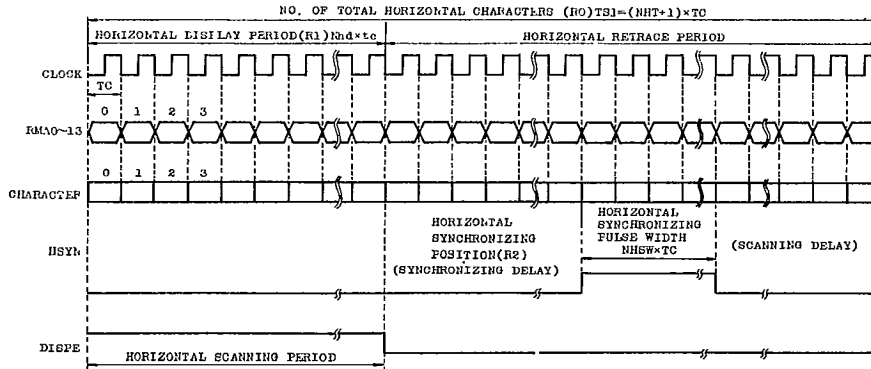 NO. OF TOTAL HORIZONTAL CHARACTERS (R0)TS1=(NHT+1)×TC
HORIZONTAL DISPLAY PERIOD(R1)Nhd×tc
HORIZONTAL RETRACE PERIOD
CLOCK
TC
0 1 2 3
RMA0~13
0 1 2 3
CHARACTER
HORIZONTAL
SYNCHRONIZING
POSITION(R2)
(SYNCHRONIZING DELAY)
HORIZONTAL
SYNCHRONIZING
PULSE WIDTH
NHSW×TC
(SCANNING DELAY)
HSYN
DISPE
HORIZONTAL SCANNING PERIOD